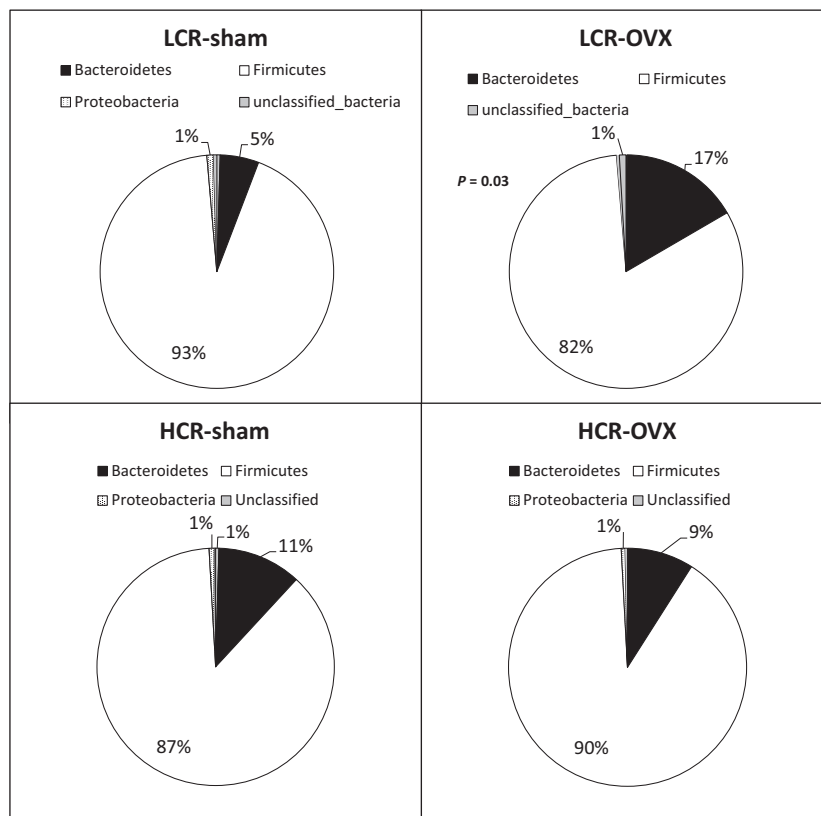 LCR-sham
Bacteroidetes Firmicutes
Proteobacteria unclassified_bacteria
1% 5%
93%
LCR-OVX
Bacteroidetes Firmicutes
unclassified_bacteria
1% 17%
P = 0.03
82%
HCR-sham
Bacteroidetes Firmicutes
Proteobacteria Unclassified
1% 1% 11%
87%
HCR-OVX
Bacteroidetes Firmicutes
Proteobacteria Unclassified
1% 9%
90%